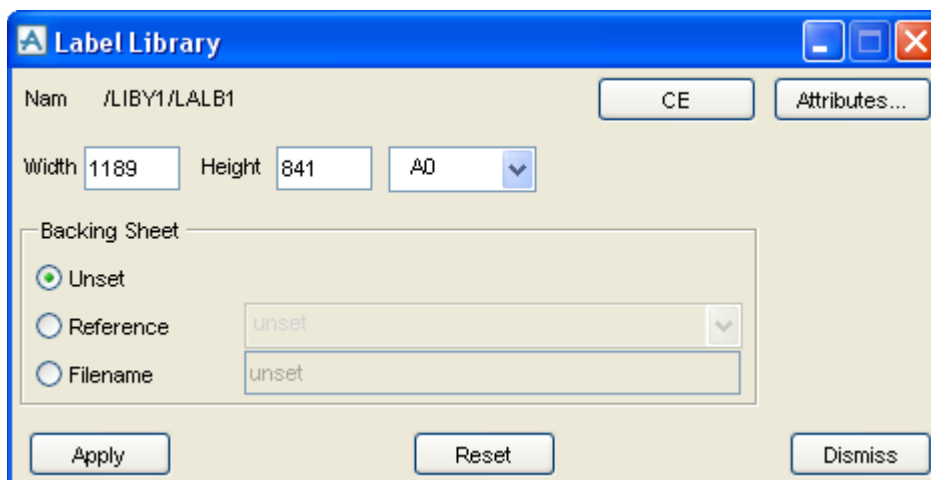 Label Library
Nam /LIBY1/LALB1 CE Attributes...
Width 1189 Height 841 A0
Backing Sheet
Unset
Reference unset
Filename unset
Apply Reset Dismiss